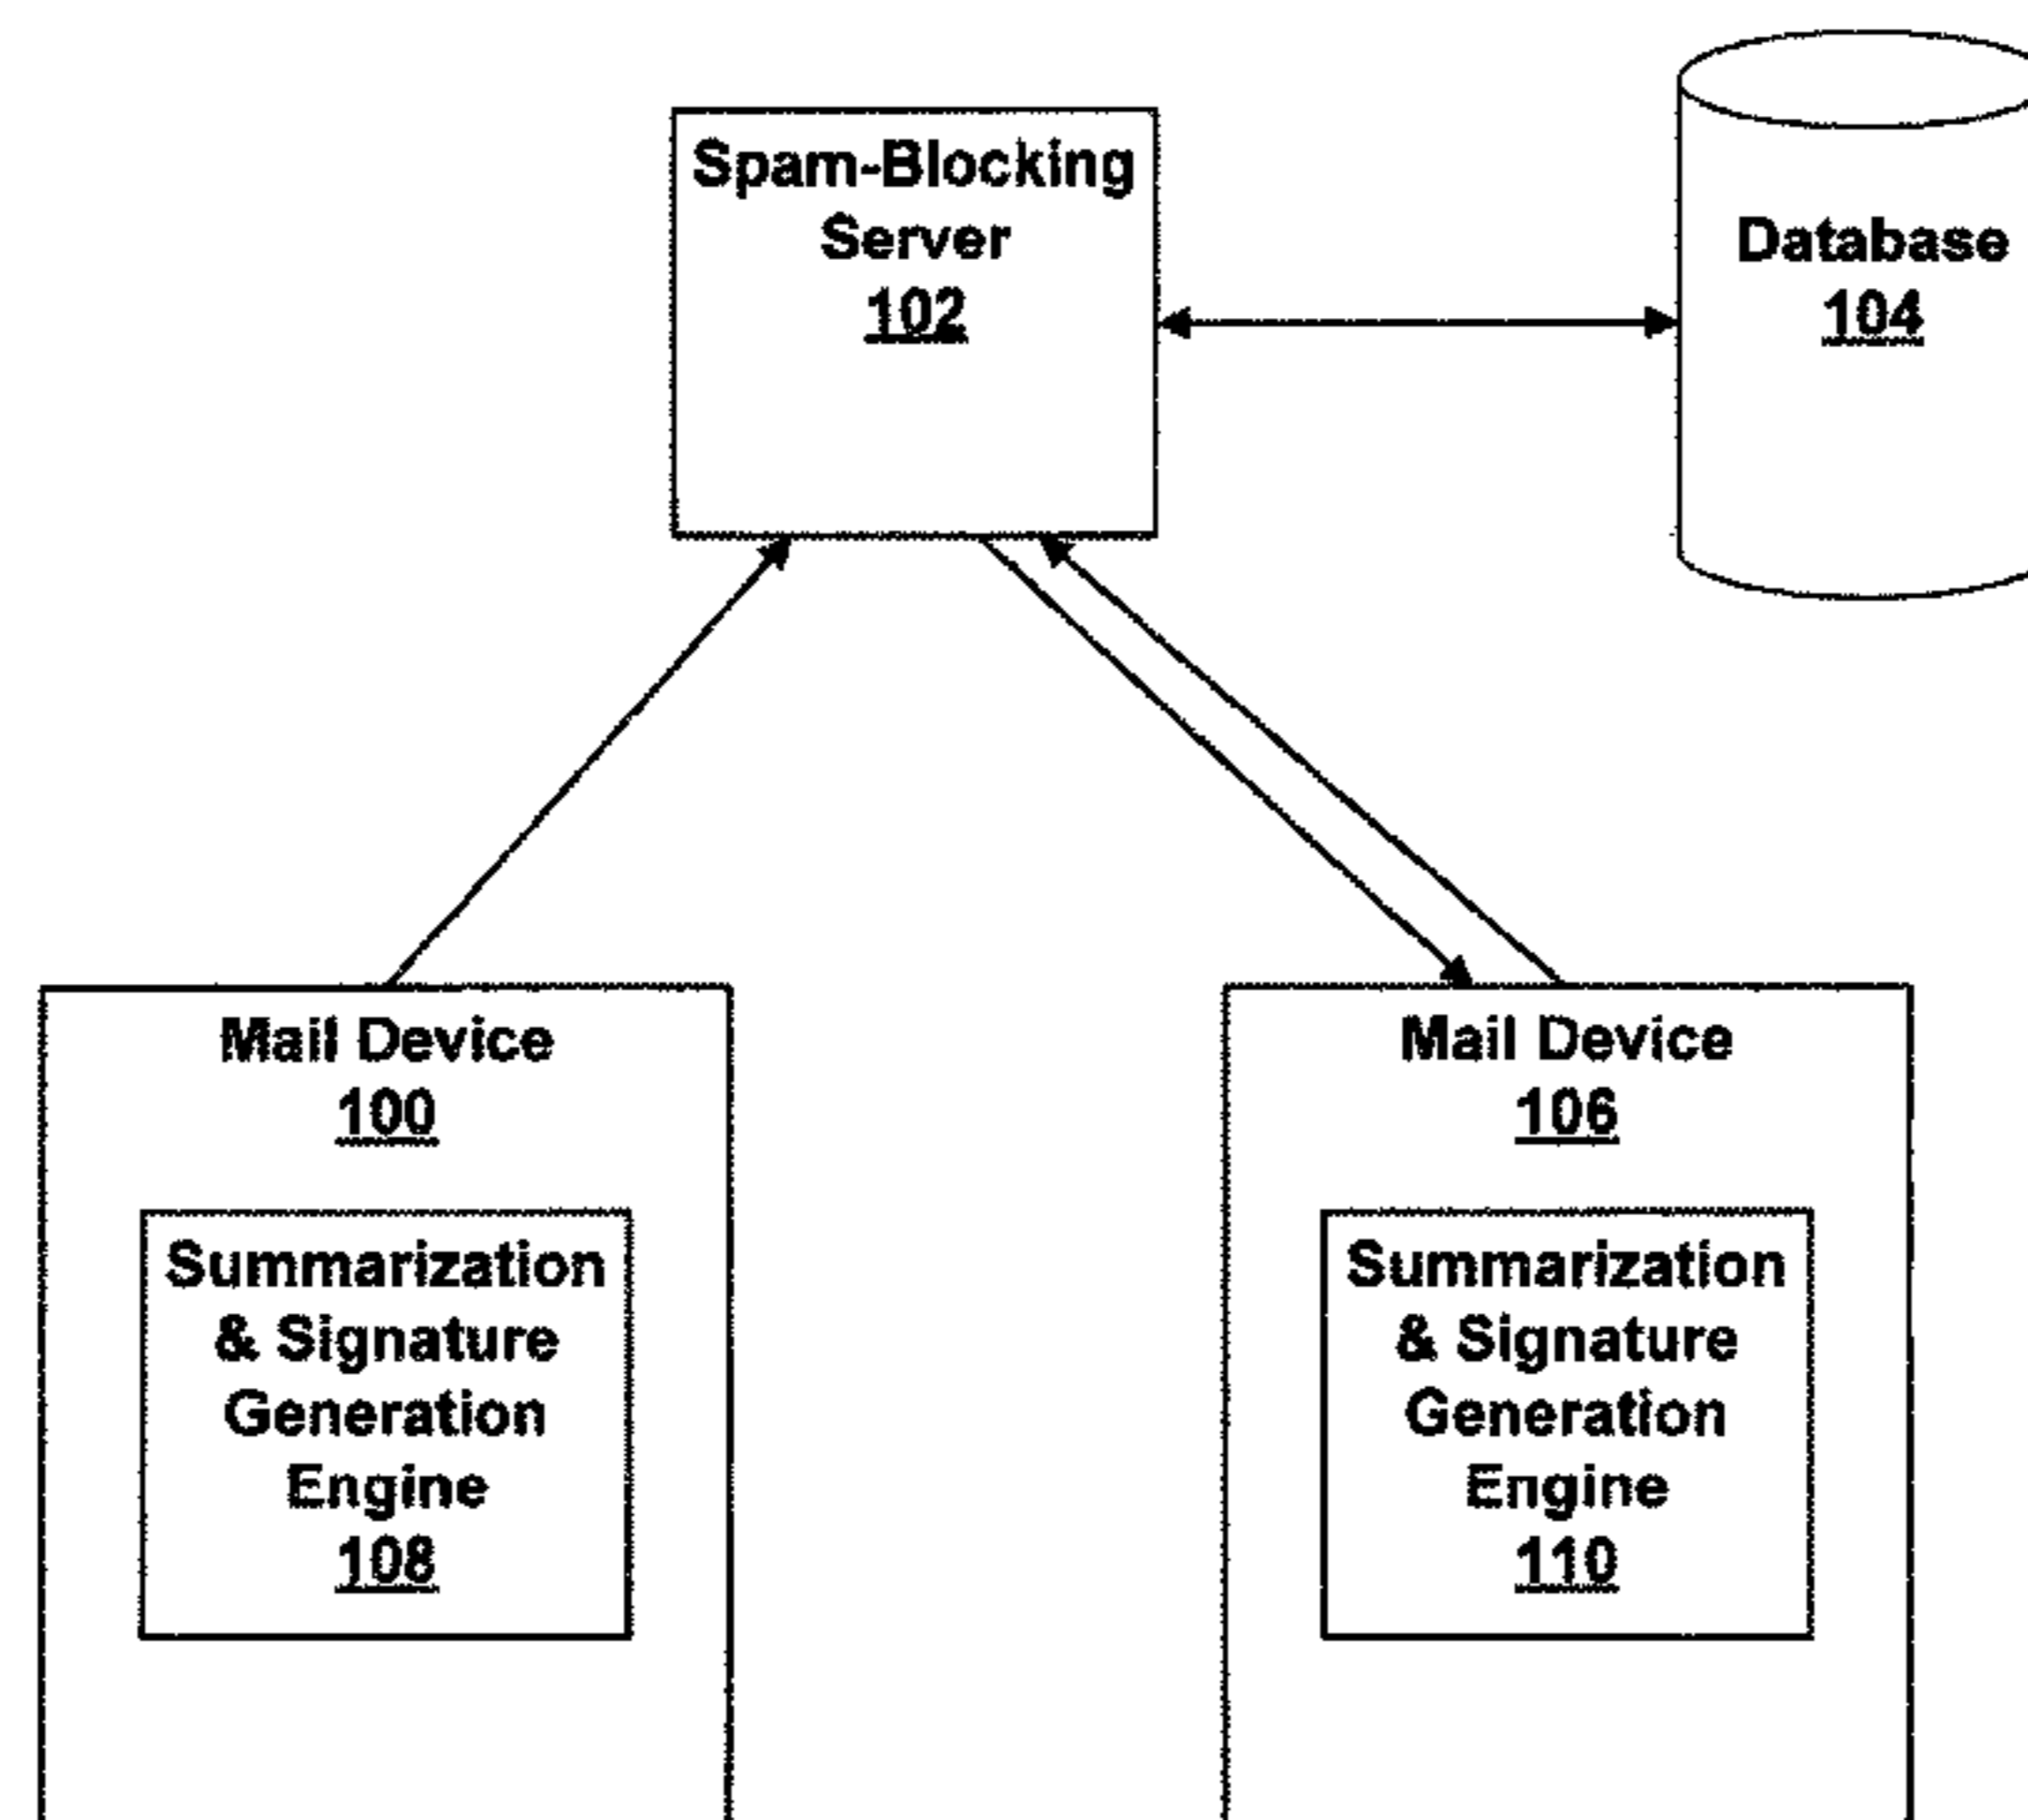 Spam-Blocking
Server
102
Database
104
Mail Device
100
Summarization
& Signature
Generation
Engine
108
Mail Device
106
Summarization
& Signature
Generation
Engine
110